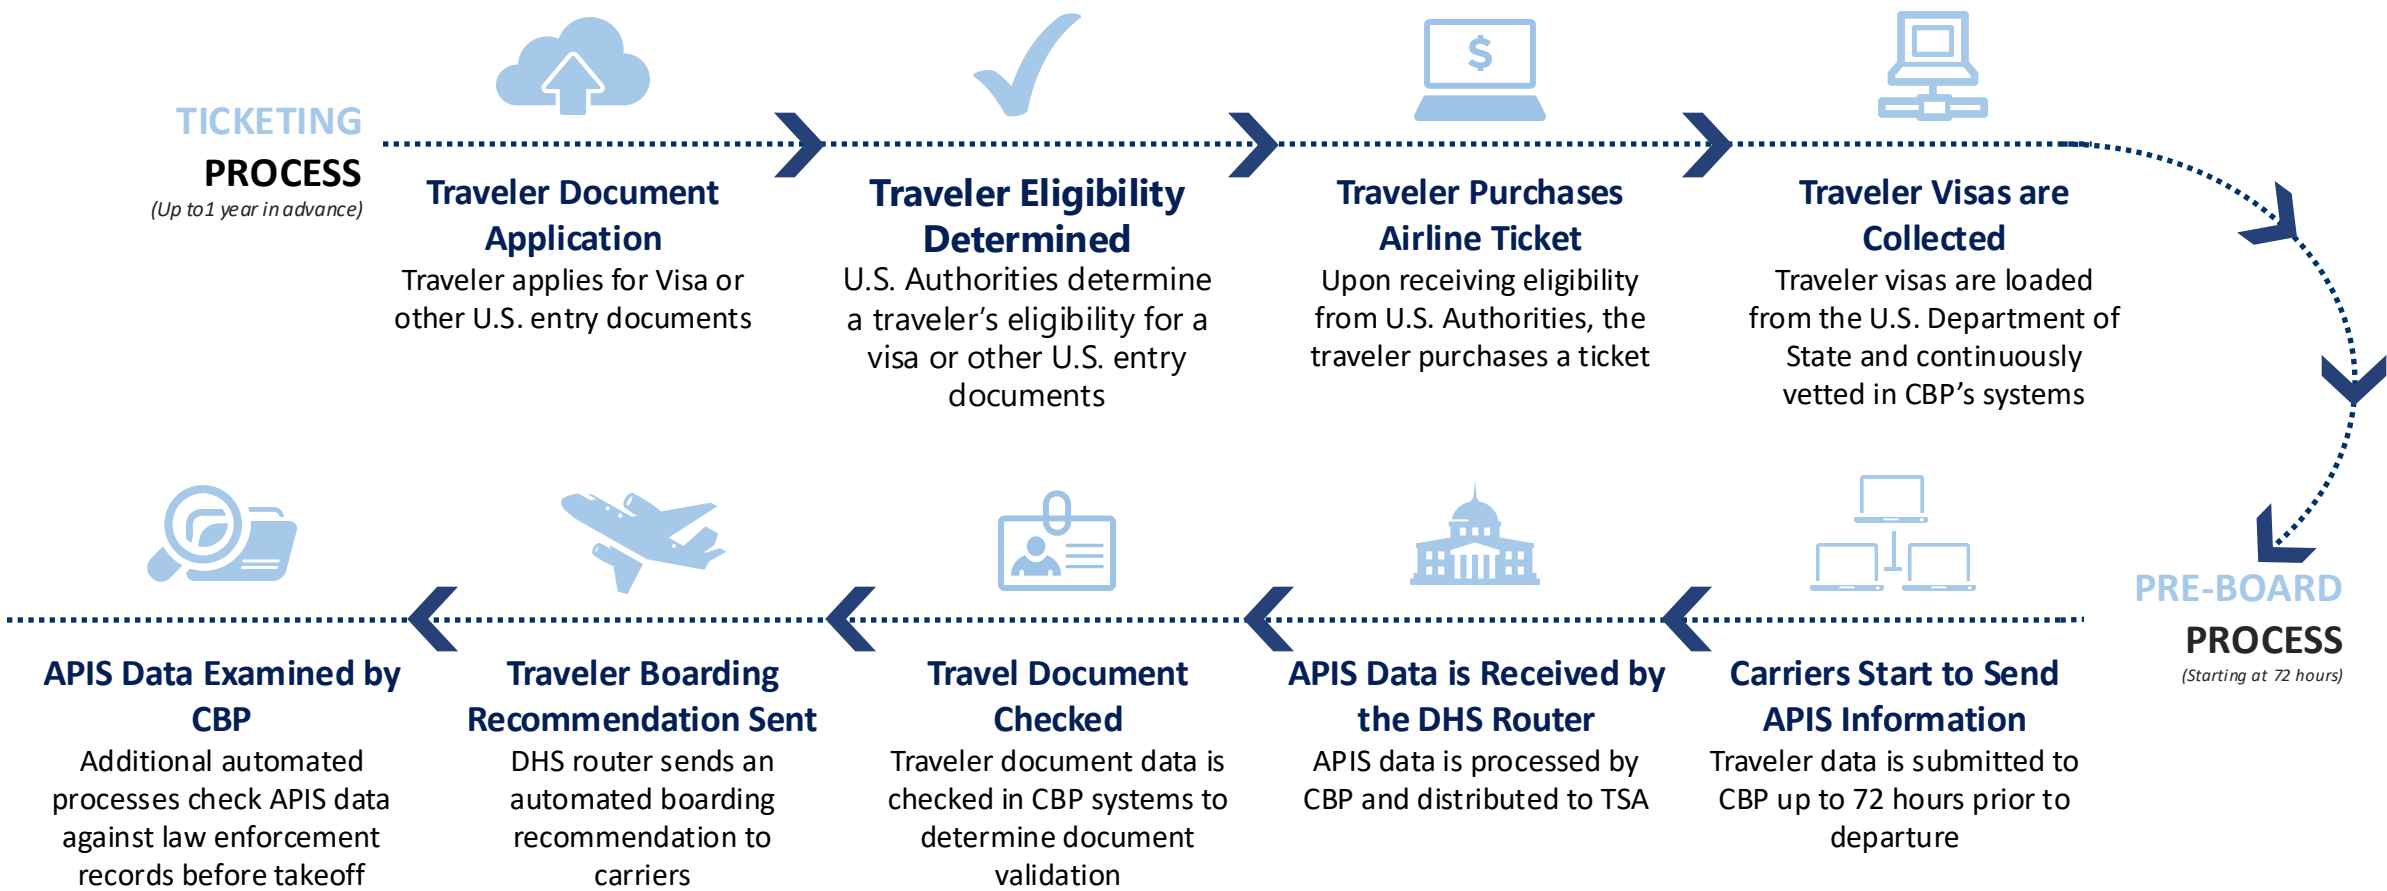 TICKETING
PROCESS
(Up to1 year in advance)
Traveler Document
Application
Traveler applies for Visa or
other U.S. entry documents
Traveler Eligibility
Determined
U.S. Authorities determine
a traveler’s eligibility for a
visa or other U.S. entry
documents
$
Traveler Purchases
Airline Ticket
Upon receiving eligibility
from U.S. Authorities, the
traveler purchases a ticket
Traveler Visas are
Collected
Traveler visas are loaded
from the U.S. Department of
State and continuously
vetted in CBP’s systems
PRE-BOARD
PROCESS
(Starting at 72 hours)
Carriers Start to Send
APIS Information
Traveler data is submitted to
CBP up to 72 hours prior to
departure
APIS Data is Received by
the DHS Router
APIS data is processed by
CBP and distributed to TSA
Travel Document
Checked
Traveler document data is
checked in CBP systems to
determine document
validation
Traveler Boarding
Recommendation Sent
DHS router sends an
automated boarding
recommendation to
carriers
APIS Data Examined by
CBP
Additional automated
processes check APIS data
against law enforcement
records before takeoff